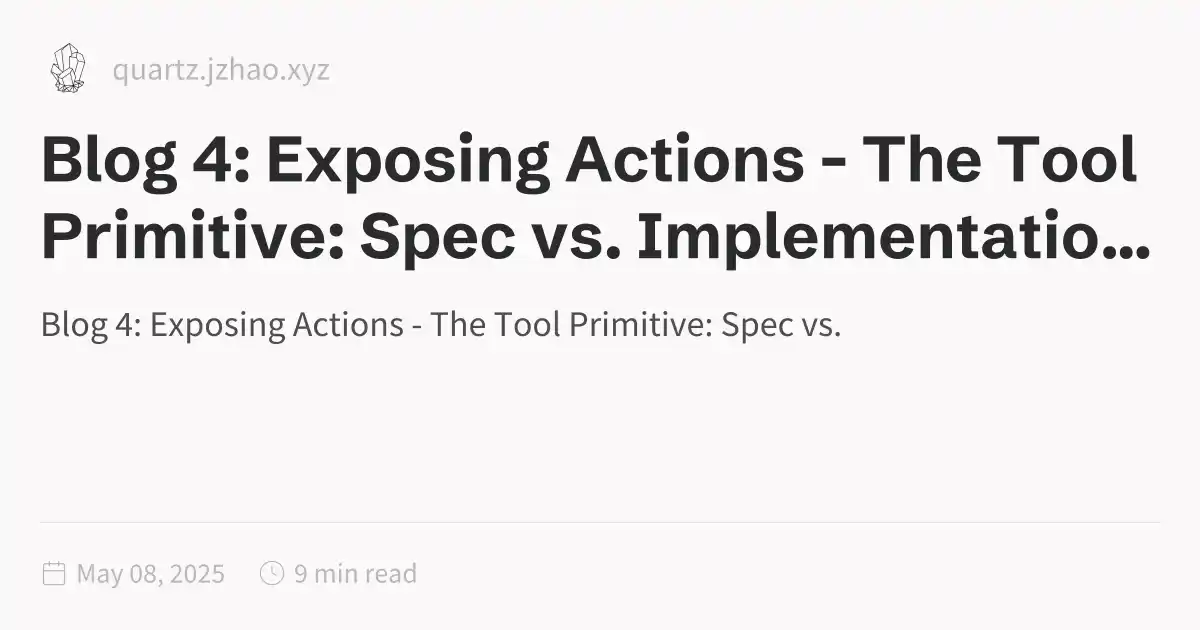 quartz.jzhao.xyz
Blog 4: Exposing Actions - The Tool
Primitive: Spec vs. Implementatio...
Blog 4: Exposing Actions - The Tool Primitive: Spec vs.
May 08, 2025 9 min read